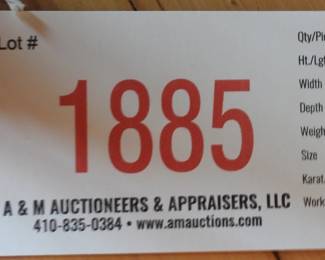 Lot #
1885
A & M AUCTIONEERS & APPRAISERS, LLC
410-835-0384 • www.amauctions.com
Qty/Pi
Ht./Lgt
Width
Depth
Weigh
Size
Karat
Work